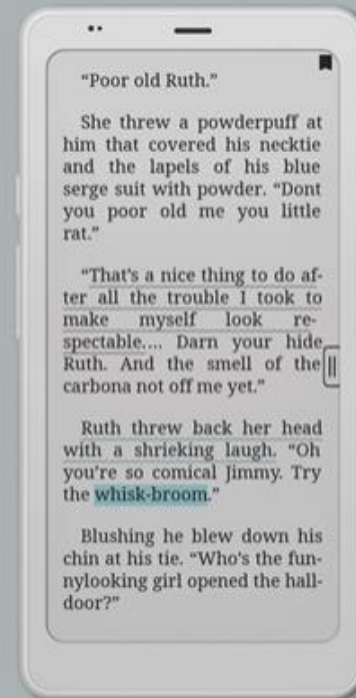 “Poor old Ruth.”
She threw a powderpuff at
him that covered his necktie
and the lapels of his blue
serge suit with powder. “Dont
you poor old me you little
rat.”
“That's a nice thing to do af-
ter all the trouble I took to
make myself look re-
spectable.... Darn your hide
Ruth. And the smell of the
carbona not off me yet.”
Ruth threw back her head
with a shrieking laugh. “Oh
you're so comical Jimmy. Try
the whisk-broom.”
Blushing he blew down his
chin at his tie. “Who's the fun-
nylooking girl opened the hall-
door?”